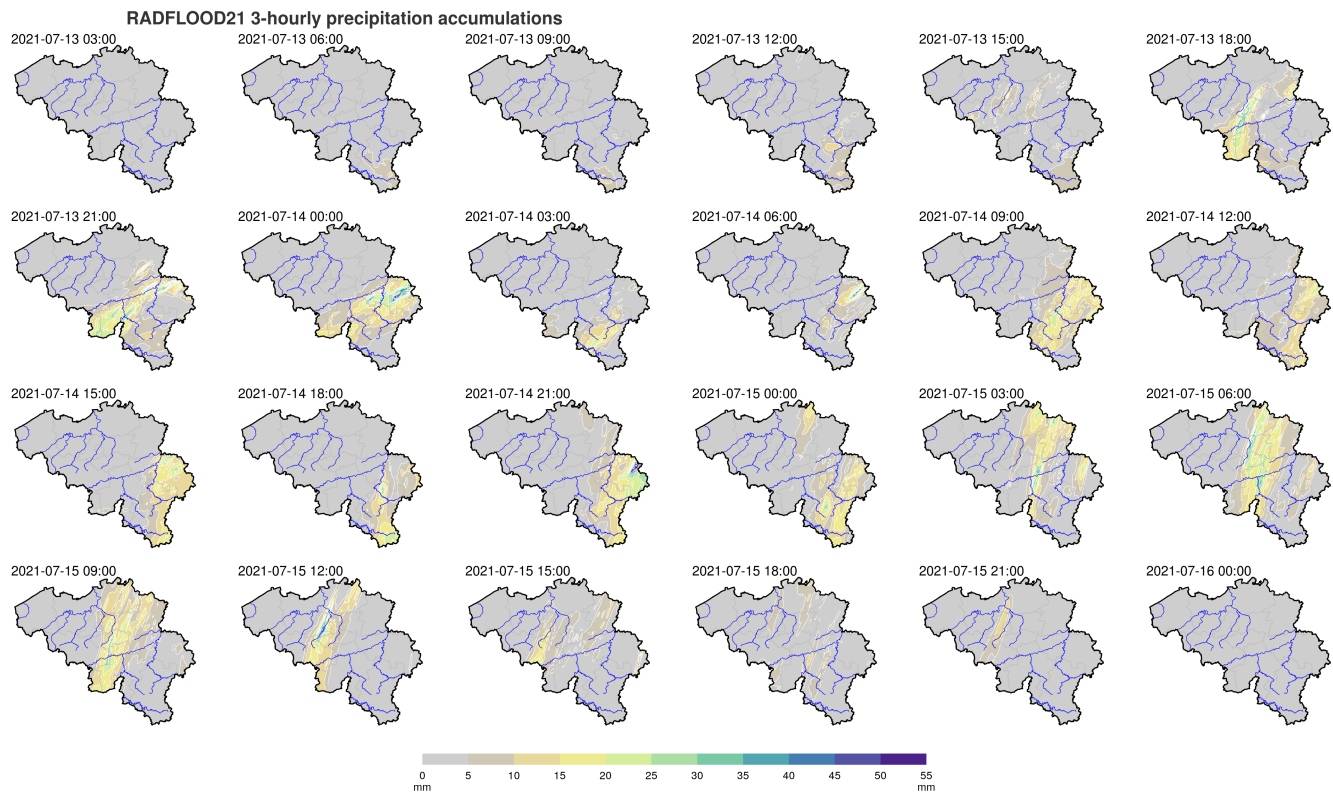 RADFLOOD21 3-hourly precipitation accumulations
2021-07-13 03:00 2021-07-13 06:00 2021-07-13 09:00 2021-07-13 12:00 2021-07-13 15:00 2021-07-13 18:00
2021-07-13 21:00 2021-07-14 00:00 2021-07-14 03:00 2021-07-14 06:00 2021-07-14 09:00 2021-07-14 12:00
2021-07-14 15:00 2021-07-14 18:00 2021-07-14 21:00 2021-07-15 00:00 2021-07-15 03:00 2021-07-15 06:00
2021-07-15 09:00 2021-07-15 12:00 2021-07-15 15:00 2021-07-15 18:00 2021-07-15 21:00 2021-07-16 00:00
0 5 10 15 20 25 30 35 40 45 50 55
mm mm